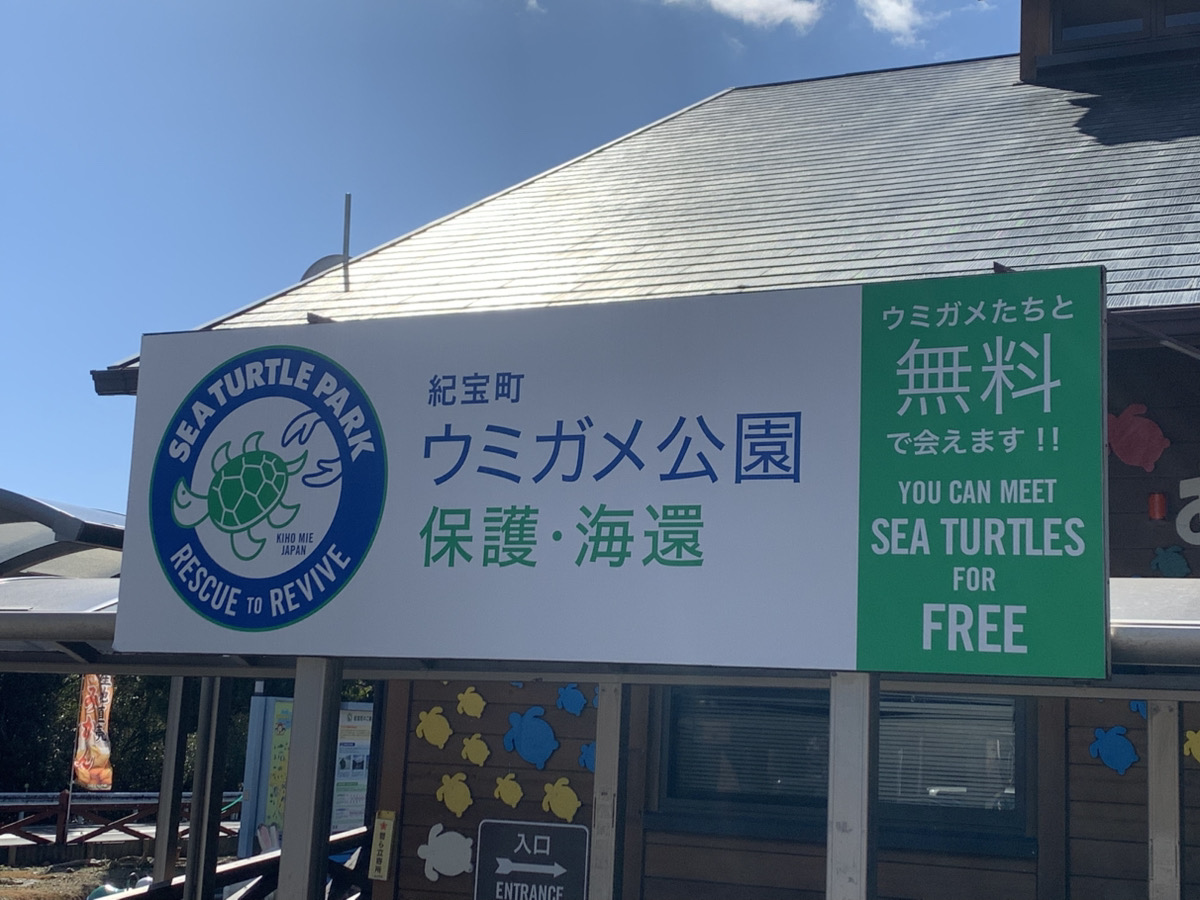 SEA TURTLE PARK
KIHO MIE
JAPAN
RESCUE TO REVIVE
紀宝町
ウミガメ公園
保護・海還
ウミガメたちと
無料
で会えます!!
YOU CAN MEET
SEA TURTLES
FOR
FREE
入口
ENTRANCE